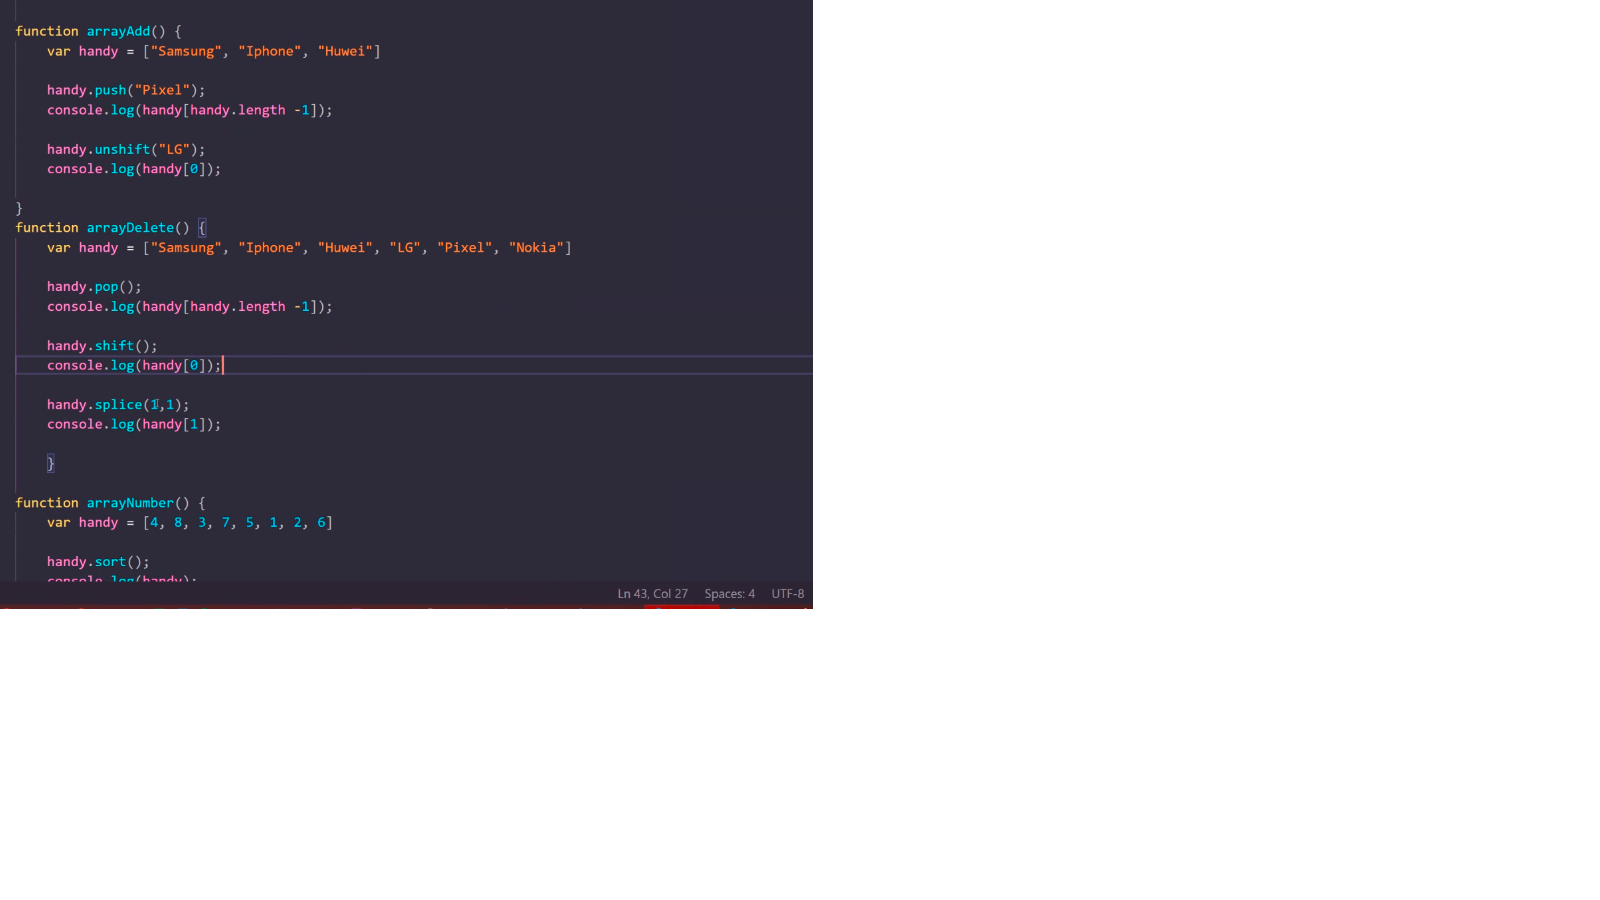 function arrayAdd() {
    var handy = ["Samsung", "Iphone", "Huwei"]
    handy.push("Pixel");
    console.log(handy[handy.length -1]);
    handy.unshift("LG");
    console.log(handy[0]);
}
function arrayDelete() {
    var handy = ["Samsung", "Iphone", "Huwei", "LG", "Pixel", "Nokia"]
    handy.pop();
    console.log(handy[handy.length -1]);
    handy.shift();
    console.log(handy[0]);
    handy.splice(1,1);
    console.log(handy[1]);
    }
function arrayNumber() {
    var handy = [4, 8, 3, 7, 5, 1, 2, 6]
    handy.sort();
    console.log(handy);
Ln 43, Col 27 Spaces: 4 UTF-8